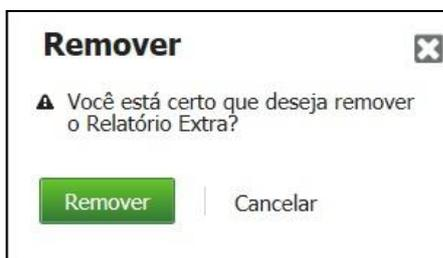 Remover
Você está certo que deseja remover
o Relatório Extra?
Remover
Cancelar